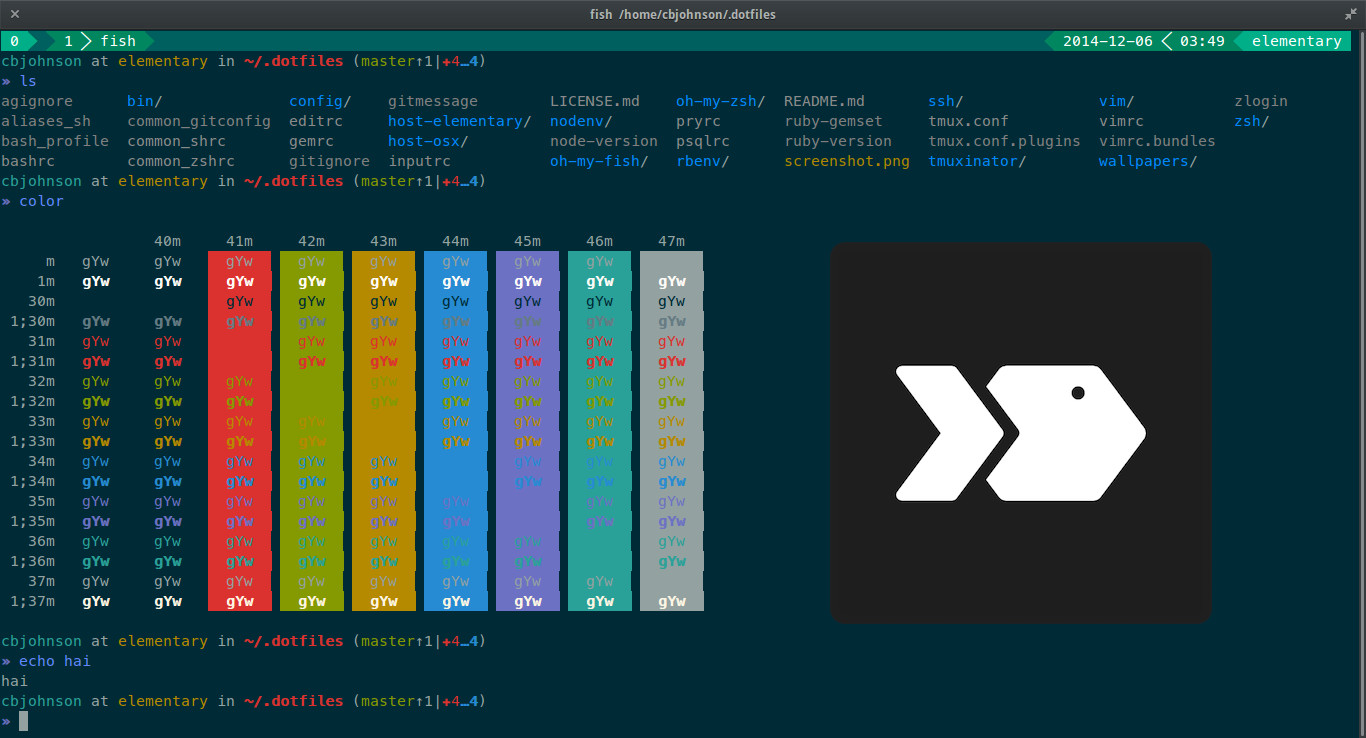 fish /home/cbjohnson/.dotfiles
0 1 fish 2014-12-06 03:49 elementary
cbjohnson at elementary in ~/.dotfiles (master↑1|✚4…4)
» ls
agignore bin/ config/ gitmessage LICENSE.md oh-my-zsh/ README.md ssh/ vim/ zlogin
aliases_sh common_gitconfig editrc host-elementary/ nodenv/ pryrc ruby-gemset tmux.conf vimrc zsh/
bash_profile common_shrc gemrc host-osx/ node-version psqlrc ruby-version tmux.conf.plugins vimrc.bundles
bashrc common_zshrc gitignore inputrc oh-my-fish/ rbenv/ screenshot.png tmuxinator/ wallpapers/
cbjohnson at elementary in ~/.dotfiles (master↑1|✚4…4)
» color
40m 41m 42m 43m 44m 45m 46m 47m
m gYw gYw gYw gYw gYw gYw gYw gYw
1m gYw gYw gYw gYw gYw gYw gYw gYw gYw
30m gYw gYw gYw gYw gYw gYw gYw
1;30m gYw gYw gYw gYw gYw gYw gYw gYw gYw
31m gYw gYw gYw gYw gYw gYw gYw gYw
1;31m gYw gYw gYw gYw gYw gYw gYw gYw
32m gYw gYw gYw gYw gYw gYw gYw gYw
1;32m gYw gYw gYw gYw gYw gYw gYw gYw
33m gYw gYw gYw gYw gYw gYw gYw gYw
1;33m gYw gYw gYw gYw gYw gYw gYw gYw
34m gYw gYw gYw gYw gYw gYw gYw gYw
1;34m gYw gYw gYw gYw gYw gYw gYw gYw
35m gYw gYw gYw gYw gYw gYw gYw gYw
1;35m gYw gYw gYw gYw gYw gYw gYw gYw
36m gYw gYw gYw gYw gYw gYw gYw gYw
1;36m gYw gYw gYw gYw gYw gYw gYw gYw
37m gYw gYw gYw gYw gYw gYw gYw gYw
1;37m gYw gYw gYw gYw gYw gYw gYw gYw gYw
cbjohnson at elementary in ~/.dotfiles (master↑1|✚4…4)
» echo hai
hai
cbjohnson at elementary in ~/.dotfiles (master↑1|✚4…4)
»